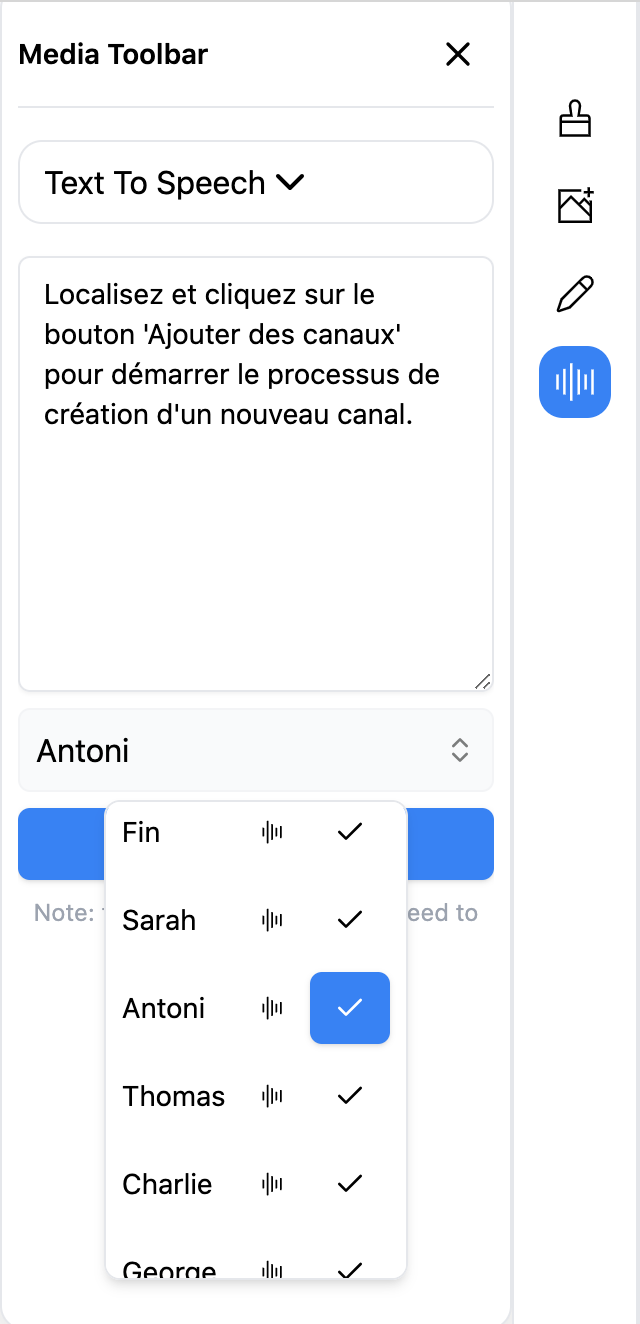 Media Toolbar
Text To Speech
Localisez et cliquez sur le
bouton 'Ajouter des canaux'
pour démarrer le processus de
création d'un nouveau canal.
Antoni
Note: eed to
Fin
Sarah
Antoni
Thomas
Charlie
George